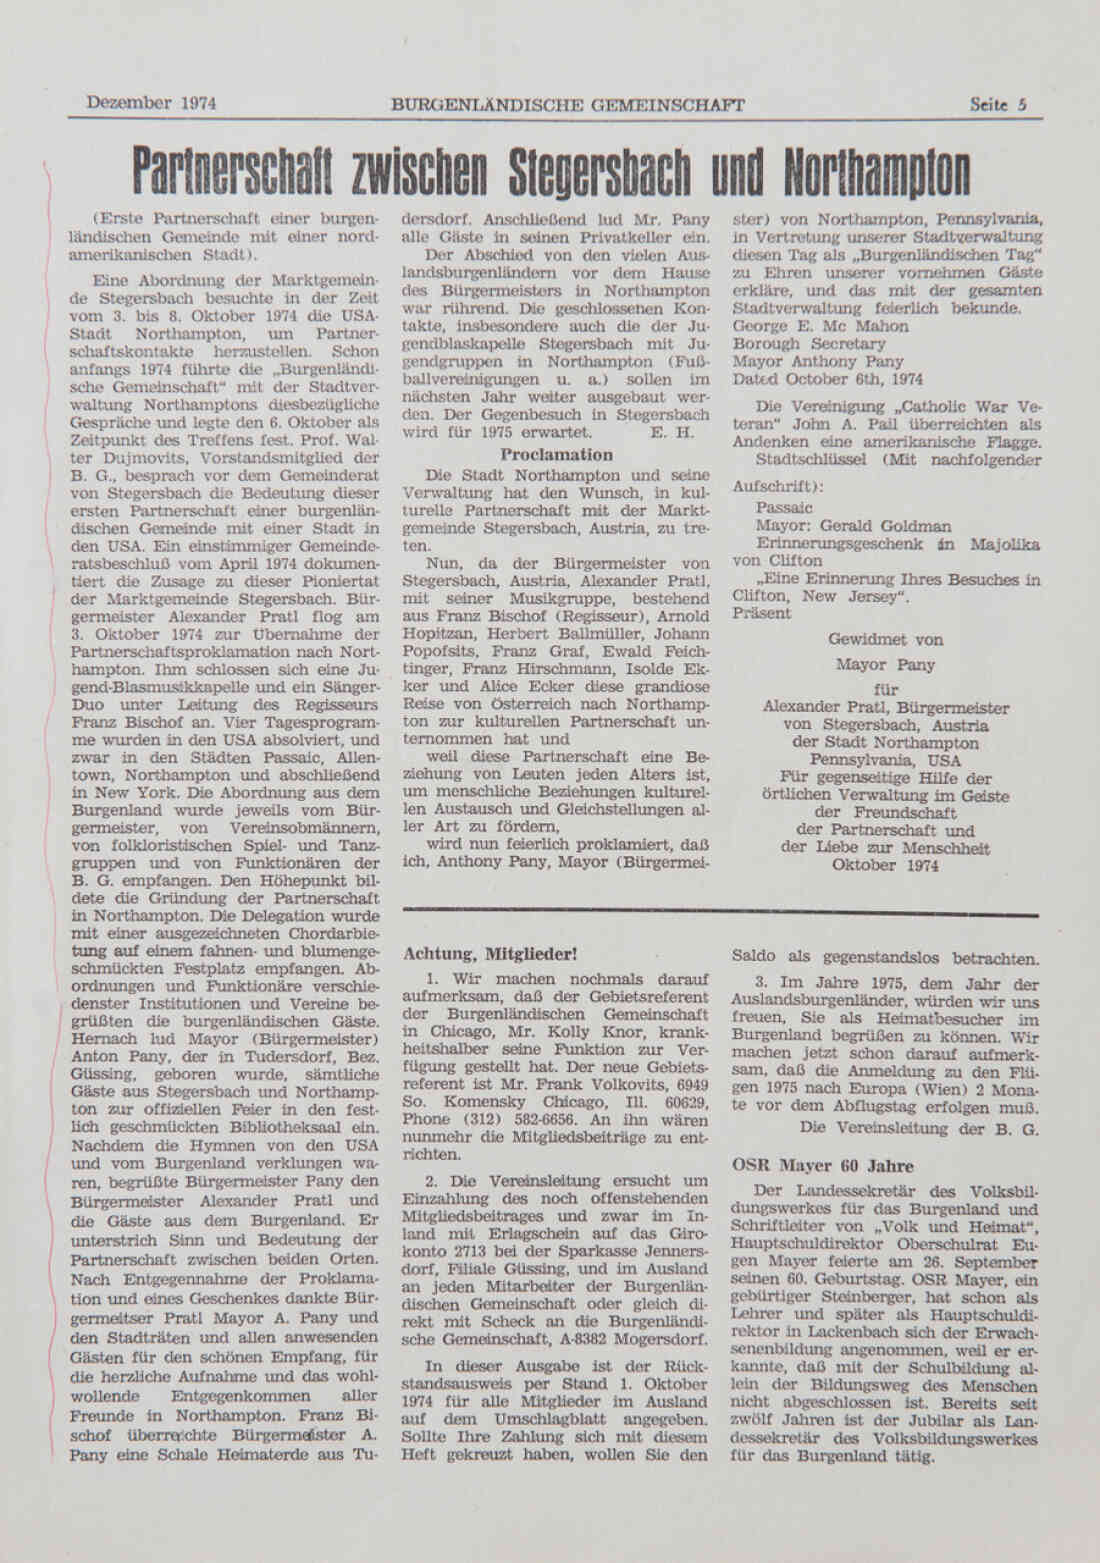 Dezember 1974
BURGENLÄNDISCHE GEMEINSCHAFT
Seite 5
Partnerschaft zwischen Stegersbach und Northampton
(Erste Partnerschaft einer burgen-
ländischen Gemeinde mit einer nord-
amerikanischen Stadt).
Eine Abordnung der Marktgemein-
de Stegersbach besuchte in der Zeit
vom 3. bis 8. Oktober 1974 die USA-
Stadt Northampton, um Partner-
schaftskontakte herzustellen. Schon
anfangs 1974 führte die „Burgenländi-
sche Gemeinschaft“ mit der Stadtver-
waltung Northamptons diesbezügliche
Gespräche und legte den 6. Oktober als
Zeitpunkt des Treffens fest. Prof. Wal-
ter Dujmovits, Vorstandsmitglied der
B. G., besprach vor dem Gemeinderat
von Stegersbach die Bedeutung dieser
ersten Partnerschaft einer burgenlän-
dischen Gemeinde mit einer Stadt in
den USA. Ein einstimmiger Gemeinde-
ratsbeschluß vom April 1974 dokumen-
tiert die Zusage zu dieser Pioniertat
der Marktgemeinde Stegersbach. Bür-
germeister Alexander Pratl flog am
3. Oktober 1974 zur Übernahme der
Partnerschaftsproklamation nach Nort-
hampton. Ihm schlossen sich eine Ju-
gend-Blasmusikkapelle und ein Sänger-
Duo unter Leitung des Regisseurs
Franz Bischof an. Vier Tagesprogram-
me wurden in den USA absolviert, und
zwar in den Städten Passaic, Allen-
town, Northampton und abschließend
in New York. Die Abordnung aus dem
Burgenland wurde jeweils vom Bür-
germeister, von Vereinsobmännern,
von folkloristischen Spiel- und Tanz-
gruppen und von Funktionären der
B. G. empfangen. Den Höhepunkt bil-
dete die Gründung der Partnerschaft
in Northampton. Die Delegation wurde
mit einer ausgezeichneten Chordarbie-
tung auf einem fahnen- und blumenge-
schmückten Festplatz empfangen. Ab-
ordnungen und Funktionäre verschie-
denster Institutionen und Vereine be-
grüßten die burgenländischen Gäste.
Hernach lud Mayor (Bürgermeister)
Anton Pany, der in Tudersdorf, Bez.
Güssing, geboren wurde, sämtliche
Gäste aus Stegersbach und Northamp-
ton zur offiziellen Feier in den fest-
lich geschmückten Bibliotheksaal ein.
Nachdem die Hymnen von den USA
und vom Burgenland verklungen wa-
ren, begrüßte Bürgermeister Pany den
Bürgermeister Alexander Pratl und
die Gäste aus dem Burgenland. Er
unterstrich Sinn und Bedeutung der
Partnerschaft zwischen beiden Orten.
Nach Entgegennahme der Proklama-
tion und eines Geschenkes dankte Bür-
germeitser Pratl Mayor A. Pany und
den Stadträten und allen anwesenden
Gästen für den schönen Empfang, für
die herzliche Aufnahme und das wohl-
wollende Entgegenkommen aller
Freunde in Northampton. Franz Bi-
schof überreichte Bürgermeister A.
Pany eine Schale Heimaterde aus Tu-
dersdorf. Anschließend lud Mr. Pany
alle Gäste in seinen Privatkeller ein.
Der Abschied von den vielen Aus-
landsburgenländern vor dem Hause
des Bürgermeisters in Northampton
war rührend. Die geschlossenen Kon-
takte, insbesondere auch die der Ju-
gendblaskapelle Stegersbach mit Ju-
gendgruppen in Northampton (Fuß-
ballvereinigungen u. a.) sollen im
nächsten Jahr weiter ausgebaut wer-
den. Der Gegenbesuch in Stegersbach
wird für 1975 erwartet. E. H.
Proclamation
Die Stadt Northampton und seine
Verwaltung hat den Wunsch, in kul-
turelle Partnerschaft mit der Markt-
gemeinde Stegersbach, Austria, zu tre-
ten.
Nun, da der Bürgermeister von
Stegersbach, Austria, Alexander Pratl,
mit seiner Musikgruppe, bestehend
aus Franz Bischof (Regisseur), Arnold
Hopitzan, Herbert Ballmüller, Johann
Popofsits, Franz Graf, Ewald Feich-
tinger, Franz Hirschmann, Isolde Ek-
ker und Alice Ecker diese grandiose
Reise von Österreich nach Northamp-
ton zur kulturellen Partnerschaft un-
ternommen hat und
weil diese Partnerschaft eine Be-
ziehung von Leuten jeden Alters ist,
um menschliche Beziehungen kulturel-
len Austausch und Gleichstellungen al-
ler Art zu fördern,
wird nun feierlich proklamiert, daß
ich, Anthony Pany, Mayor (Bürgermei-
ster) von Northampton, Pennsylvania,
in Vertretung unserer Stadtverwaltung
diesen Tag als „Burgenländischen Tag“
zu Ehren unserer vornehmen Gäste
erkläre, und das mit der gesamten
Stadtverwaltung feierlich bekunde.
George E. Mc Mahon
Borough Secretary
Mayor Anthony Pany
Dated October 6th, 1974
Die Vereinigung „Catholic War Ve-
teran“ John A. Pail überreichten als
Andenken eine amerikanische Flagge.
Stadtschlüssel (Mit nachfolgender
Aufschrift):
Passaic
Mayor: Gerald Goldman
Erinnerungsgeschenk in Majolika
von Clifton
„Eine Erinnerung Ihres Besuches in
Clifton, New Jersey“.
Präsent
Gewidmet von
Mayor Pany
für
Alexander Pratl, Bürgermeister
von Stegersbach, Austria
der Stadt Northampton
Pennsylvania, USA
Für gegenseitige Hilfe der
örtlichen Verwaltung im Geiste
der Freundschaft
der Partnerschaft und
der Liebe zur Menschheit
Oktober 1974
Achtung, Mitglieder!
1. Wir machen nochmals darauf
aufmerksam, daß der Gebietsreferent
der Burgenländischen Gemeinschaft
in Chicago, Mr. Kolly Knor, krank-
heitshalber seine Funktion zur Ver-
fügung gestellt hat. Der neue Gebiets-
referent ist Mr. Frank Volkovits, 6949
So. Komensky Chicago, Ill. 60629,
Phone (312) 582-6656. An ihn wären
nunmehr die Mitgliedsbeiträge zu ent-
richten.
2. Die Vereinsleitung ersucht um
Einzahlung des noch offenstehenden
Mitgliedsbeitrages und zwar im In-
land mit Erlagschein auf das Giro-
konto 2713 bei der Sparkasse Jenners-
dorf, Filiale Güssing, und im Ausland
an jeden Mitarbeiter der Burgenlän-
dischen Gemeinschaft oder gleich di-
rekt mit Scheck an die Burgenländi-
sche Gemeinschaft, A-8382 Mogersdorf.
In dieser Ausgabe ist der Rück-
standsausweis per Stand 1. Oktober
1974 für alle Mitglieder im Ausland
auf dem Umschlagblatt angegeben.
Sollte Ihre Zahlung sich mit diesem
Heft gekreuzt haben, wollen Sie den
Saldo als gegenstandslos betrachten.
3. Im Jahre 1975, dem Jahr der
Auslandsburgenländer, würden wir uns
freuen, Sie als Heimatbesucher im
Burgenland begrüßen zu können. Wir
machen jetzt schon darauf aufmerk-
sam, daß die Anmeldung zu den Flü-
gen 1975 nach Europa (Wien) 2 Mona-
te vor dem Abflugstag erfolgen muß.
Die Vereinsleitung der B. G.
OSR Mayer 60 Jahre
Der Landessekretär des Volksbil-
dungswerkes für das Burgenland und
Schriftleiter von „Volk und Heimat“,
Hauptschuldirektor Oberschulrat Eu-
gen Mayer feierte am 26. September
seinen 60. Geburtstag. OSR Mayer, ein
gebürtiger Steinberger, hat schon als
Lehrer und später als Hauptschuldi-
rektor in Lackenbach sich der Erwach-
senenbildung angenommen, weil er er-
kannte, daß mit der Schulbildung al-
lein der Bildungsweg des Menschen
nicht abgeschlossen ist. Bereits seit
zwölf Jahren ist der Jubilar als Lan-
dessekretär des Volksbildungswerkes
für das Burgenland tätig.